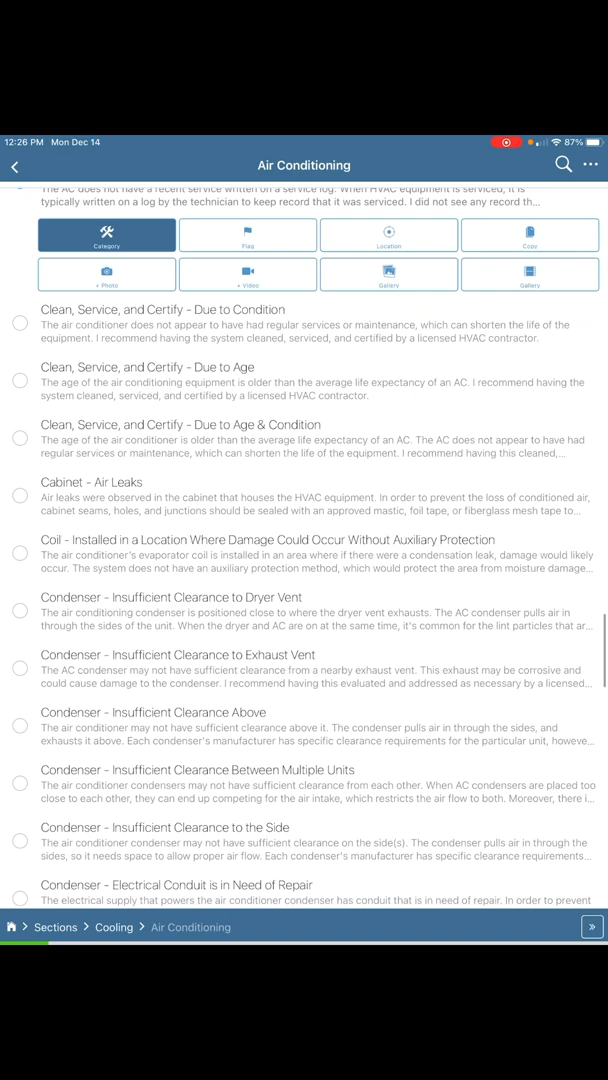 12:26 PM Mon Dec 14
87%
Air Conditioning
The AC does not have a recent service written on a service log. When HVAC equipment is serviced, it is
typically written on a log by the technician to keep record that it was serviced. I did not see any record th...
Category
Flag
Location
Copy
+ Photo
+ Video
Gallery
Gallery
Clean, Service, and Certify - Due to Condition
The air conditioner does not appear to have had regular services or maintenance, which can shorten the life of the
equipment. I recommend having the system cleaned, serviced, and certified by a licensed HVAC contractor.
Clean, Service, and Certify - Due to Age
The age of the air conditioning equipment is older than the average life expectancy of an AC. I recommend having the
system cleaned, serviced, and certified by a licensed HVAC contractor.
Clean, Service, and Certify - Due to Age & Condition
The age of the air conditioner is older than the average life expectancy of an AC. The AC does not appear to have had
regular services or maintenance, which can shorten the life of the equipment. I recommend having this cleaned,...
Cabinet - Air Leaks
Air leaks were observed in the cabinet that houses the HVAC equipment. In order to prevent the loss of conditioned air,
cabinet seams, holes, and junctions should be sealed with an approved mastic, foil tape, or fiberglass mesh tape to...
Coil - Installed in a Location Where Damage Could Occur Without Auxiliary Protection
The air conditioner's evaporator coil is installed in an area where if there were a condensation leak, damage would likely
occur. The system does not have an auxiliary protection method, which would protect the area from moisture damage...
Condenser - Insufficient Clearance to Dryer Vent
The air conditioning condenser is positioned close to where the dryer vent exhausts. The AC condenser pulls air in
through the sides of the unit. When the dryer and AC are on at the same time, it's common for the lint particles that ar...
Condenser - Insufficient Clearance to Exhaust Vent
The AC condenser may not have sufficient clearance from a nearby exhaust vent. This exhaust may be corrosive and
could cause damage to the condenser. I recommend having this evaluated and addressed as necessary by a licensed...
Condenser - Insufficient Clearance Above
The air conditioner may not have sufficient clearance above it. The condenser pulls air in through the sides, and
exhausts it above. Each condenser's manufacturer has specific clearance requirements for the particular unit, howeve...
Condenser - Insufficient Clearance Between Multiple Units
The air conditioner condensers may not have sufficient clearance from each other. When AC condensers are placed too
close to each other, they can end up competing for the air intake, which restricts the air flow to both. Moreover, there i...
Condenser - Insufficient Clearance to the Side
The air conditioner condenser may not have sufficient clearance on the side(s). The condenser pulls air in through the
sides, so it needs space to allow proper air flow. Each condenser's manufacturer has specific clearance requirements...
Condenser - Electrical Conduit is in Need of Repair
The electrical supply that powers the air conditioner condenser has conduit that is in need of repair. In order to prevent
Sections > Cooling > Air Conditioning